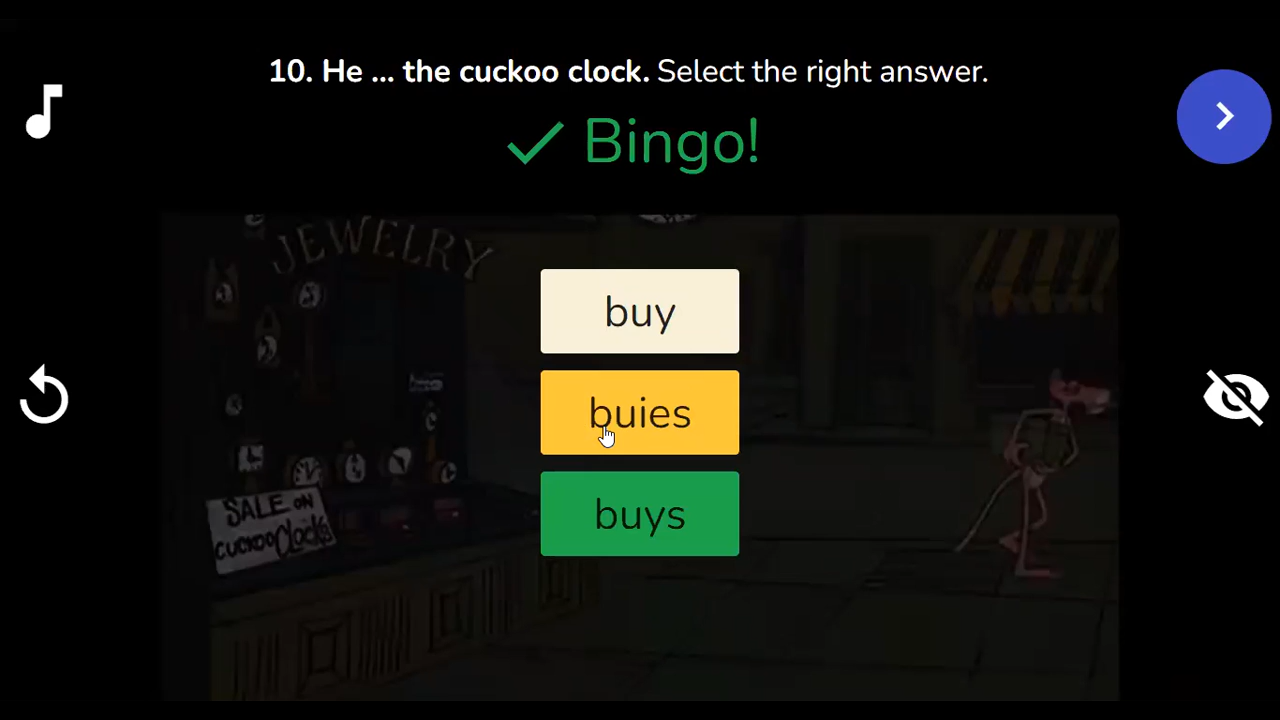 10. He ... the cuckoo clock. Select the right answer.
Bingo!
JEWELRY
buy
buies
buys
SALE ON
CUCKOO CLOCKS